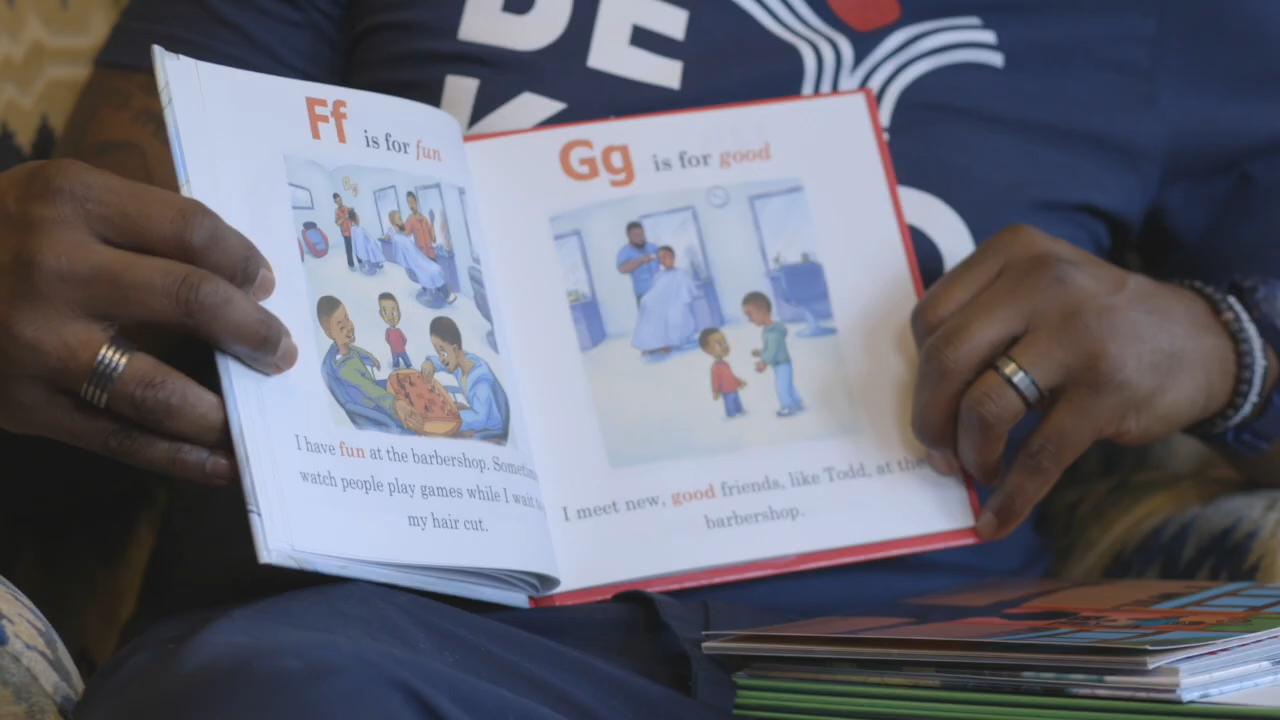 DE
K
Ff is for fun
I have fun at the barbershop.
watch people play games while I wait
my hair cut.
Gg is for good
I meet new, good friends, like Todd, at the
barbershop.